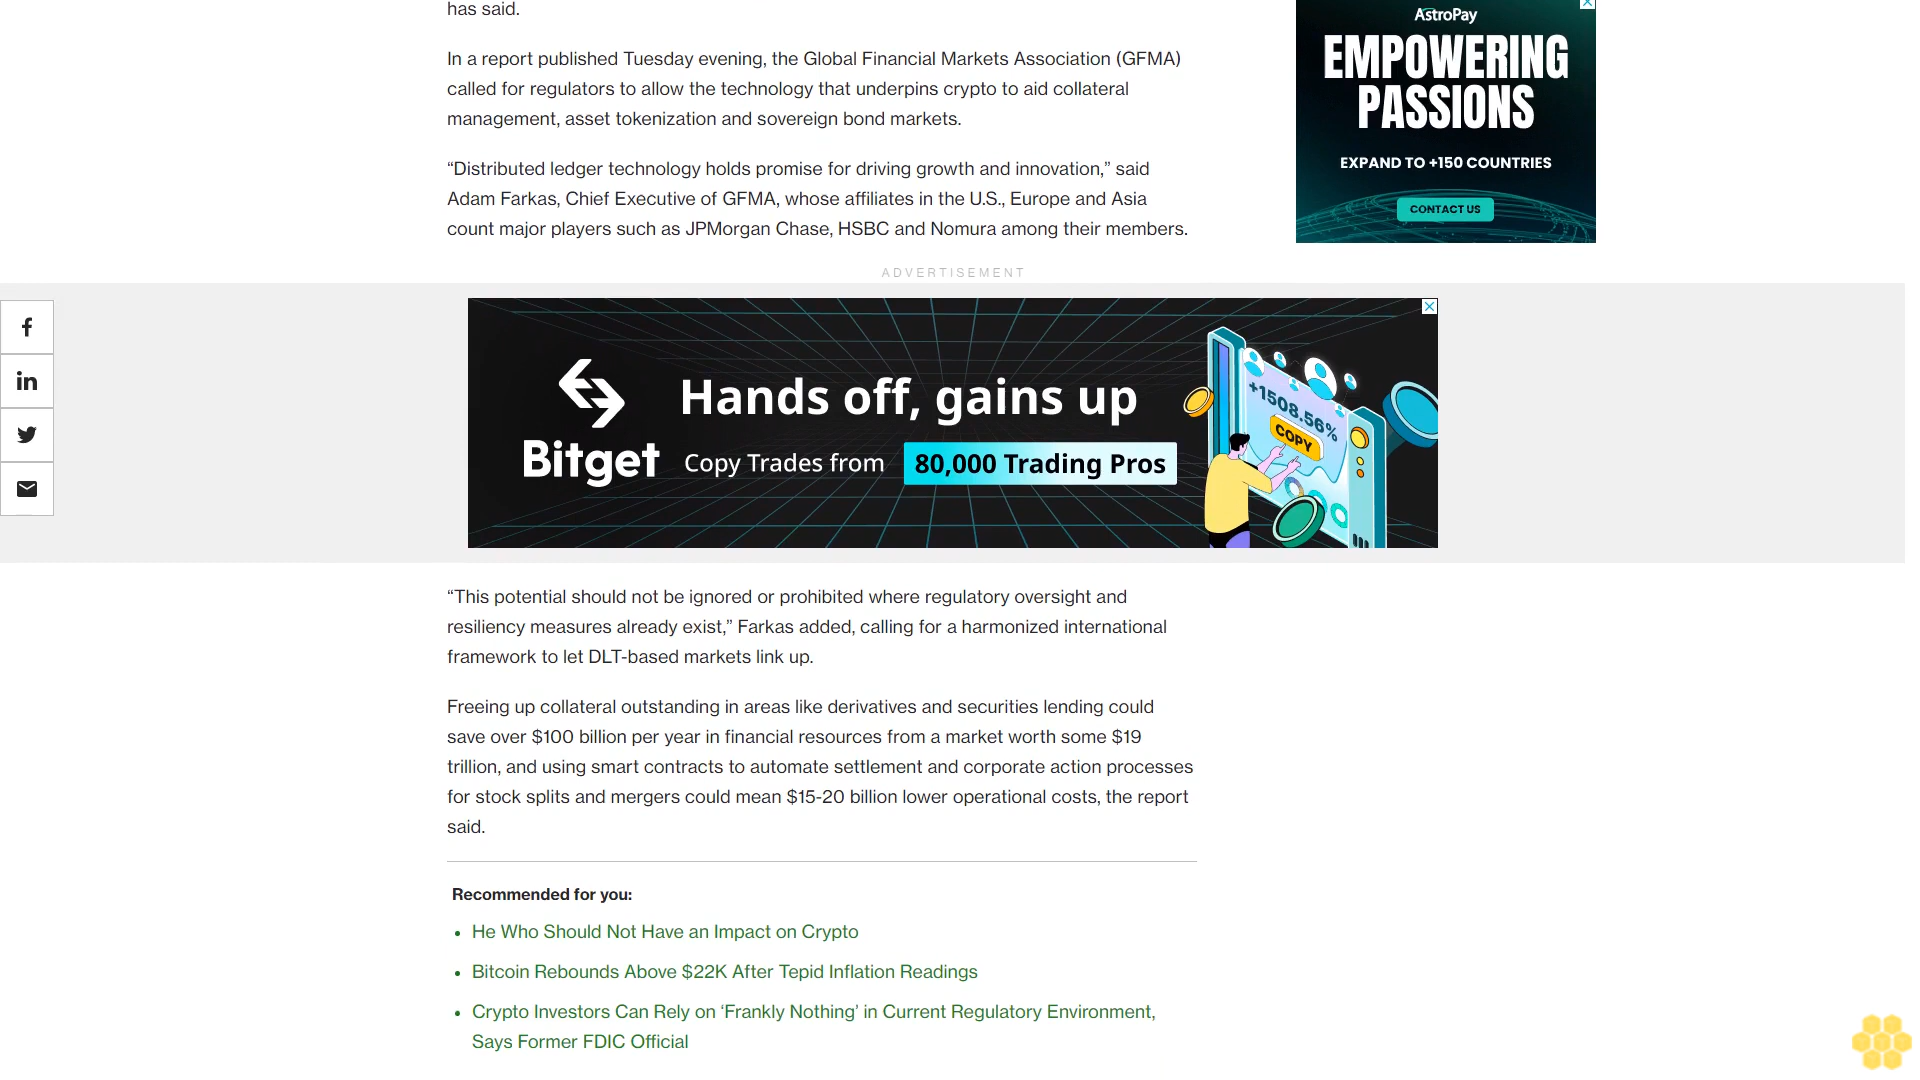 has said.
In a report published Tuesday evening, the Global Financial Markets Association (GFMA)
called for regulators to allow the technology that underpins crypto to aid collateral
management, asset tokenization and sovereign bond markets.
“Distributed ledger technology holds promise for driving growth and innovation,” said
Adam Farkas, Chief Executive of GFMA, whose affiliates in the U.S., Europe and Asia
count major players such as JPMorgan Chase, HSBC and Nomura among their members.
AstroPay
EMPOWERING
PASSIONS
EXPAND TO +150 COUNTRIES
CONTACT US
ADVERTISEMENT
Bitget
Hands off, gains up
Copy Trades from 80,000 Trading Pros
+1508.56%
COPY
“This potential should not be ignored or prohibited where regulatory oversight and
resiliency measures already exist,” Farkas added, calling for a harmonized international
framework to let DLT-based markets link up.
Freeing up collateral outstanding in areas like derivatives and securities lending could
save over $100 billion per year in financial resources from a market worth some $19
trillion, and using smart contracts to automate settlement and corporate action processes
for stock splits and mergers could mean $15-20 billion lower operational costs, the report
said.
Recommended for you:
• He Who Should Not Have an Impact on Crypto
• Bitcoin Rebounds Above $22K After Tepid Inflation Readings
• Crypto Investors Can Rely on ‘Frankly Nothing’ in Current Regulatory Environment,
Says Former FDIC Official